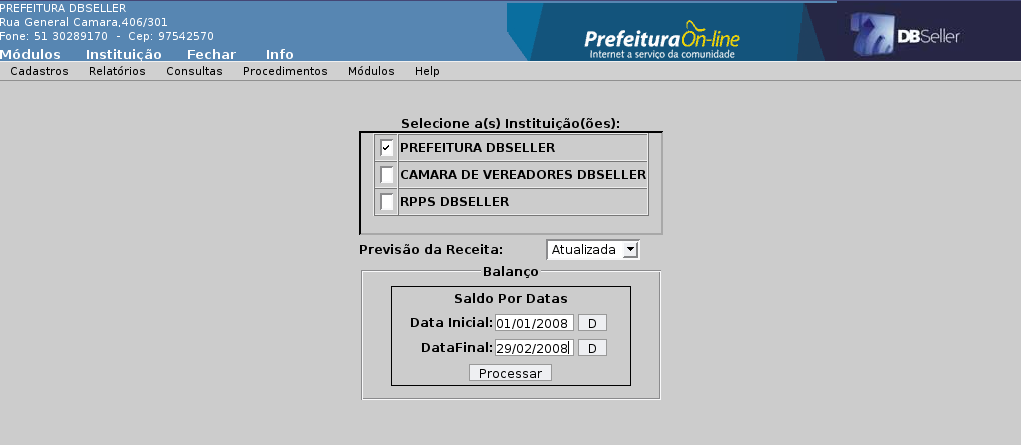 PREFEITURA DBSELLER
Rua General Camara,406/301
Fone: 51 30289170 - Cep: 97542570
Módulos Instituição Fechar Info
PrefeituraOn-line
Internet a serviço da comunidade
DBSeller
Cadastros Relatórios Consultas Procedimentos Módulos Help
Selecione a(s) Instituição(ões):
PREFEITURA DBSELLER
CAMARA DE VEREADORES DBSELLER
RPPS DBSELLER
Previsão da Receita: Atualizada
Balanço
Saldo Por Datas
Data Inicial: 01/01/2008 D
DataFinal: 29/02/2008 D
Processar